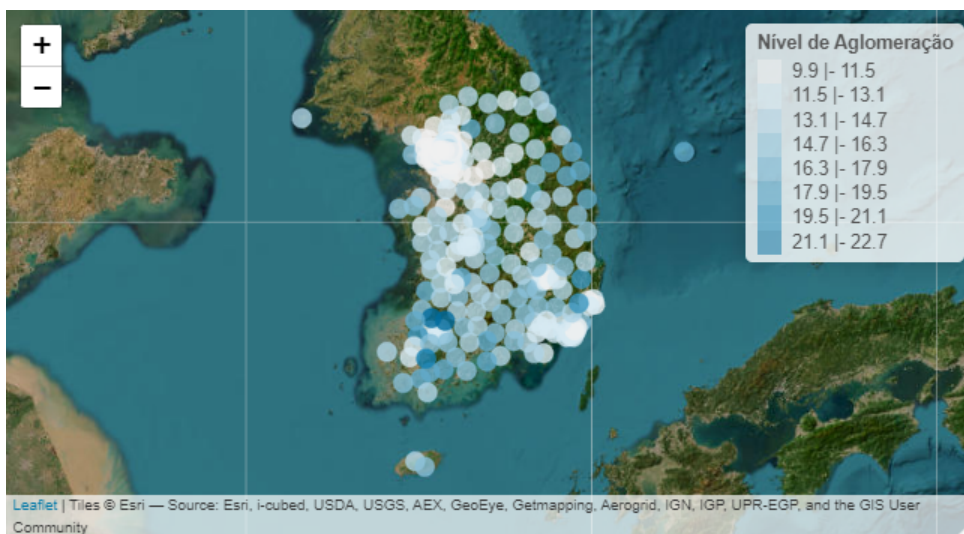 +
−
Nível de Aglomeração
9.9 |- 11.5
11.5 |- 13.1
13.1 |- 14.7
14.7 |- 16.3
16.3 |- 17.9
17.9 |- 19.5
19.5 |- 21.1
21.1 |- 22.7
Leaflet | Tiles © Esri — Source: Esri, i-cubed, USDA, USGS, AEX, GeoEye, Getmapping, Aerogrid, IGN, IGP, UPR-EGP, and the GIS User
Community